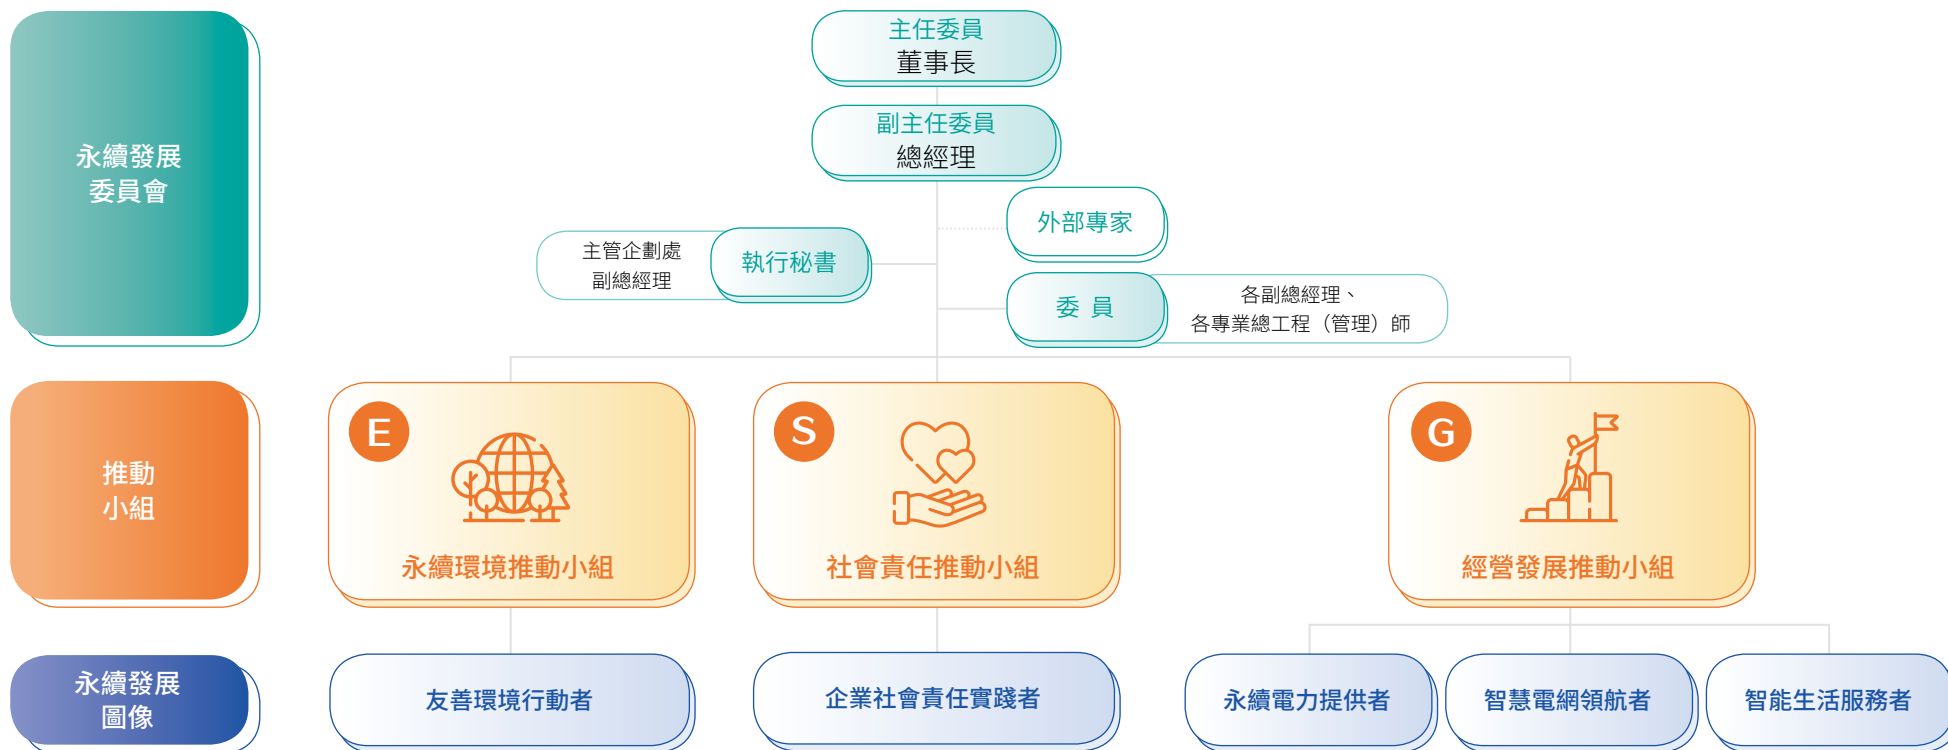 永續發展
委員會
主任委員
董事長
副主任委員
總經理
外部專家
主管企劃處
副總經理
執行秘書
委 員
各副總經理、
各專業總工程（管理）師
推動
小組
E
永續環境推動小組
S
社會責任推動小組
G
經營發展推動小組
永續發展
圖像
友善環境行動者
企業社會責任實踐者
永續電力提供者
智慧電網領航者
智能生活服務者